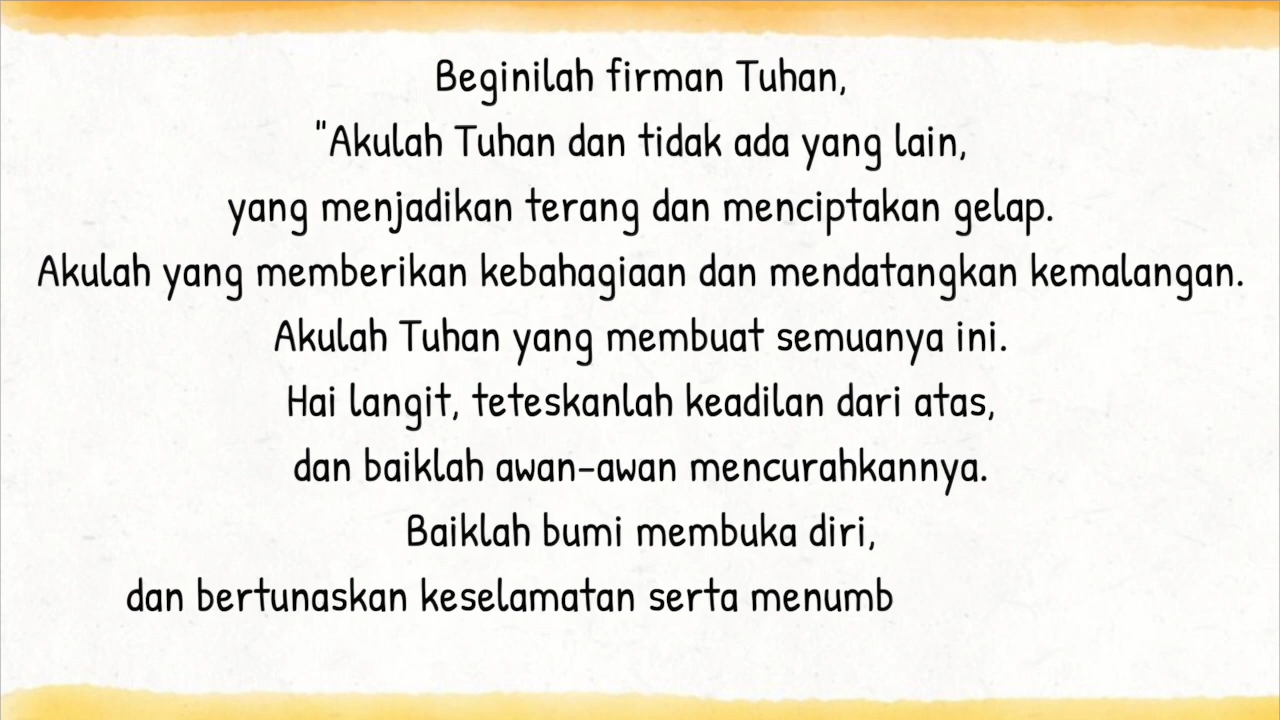 Beginilah firman Tuhan,
"Akulah Tuhan dan tidak ada yang lain,
yang menjadikan terang dan menciptakan gelap.
Akulah yang memberikan kebahagiaan dan mendatangkan kemalangan.
Akulah Tuhan yang membuat semuanya ini.
Hai langit, teteskanlah keadilan dari atas,
dan baiklah awan-awan mencurahkannya.
Baiklah bumi membuka diri,
dan bertunaskan keselamatan serta menumb